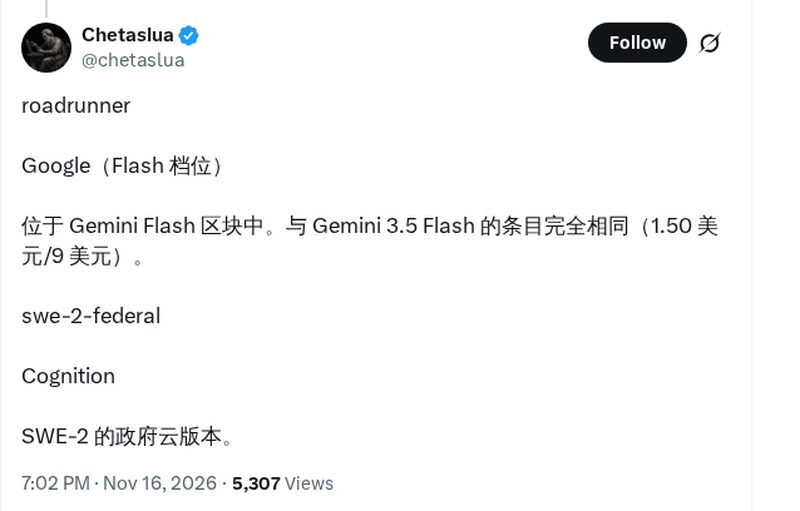 Chetaslua
@chetaslua
Follow
roadrunner
Google（Flash 档位）
位于 Gemini Flash 区块中。与 Gemini 3.5 Flash 的条目完全相同（1.50 美
元/9 美元）。
swe-2-federal
Cognition
SWE-2 的政府云版本。
7:02 PM · Nov 16, 2026 · 5,307 Views